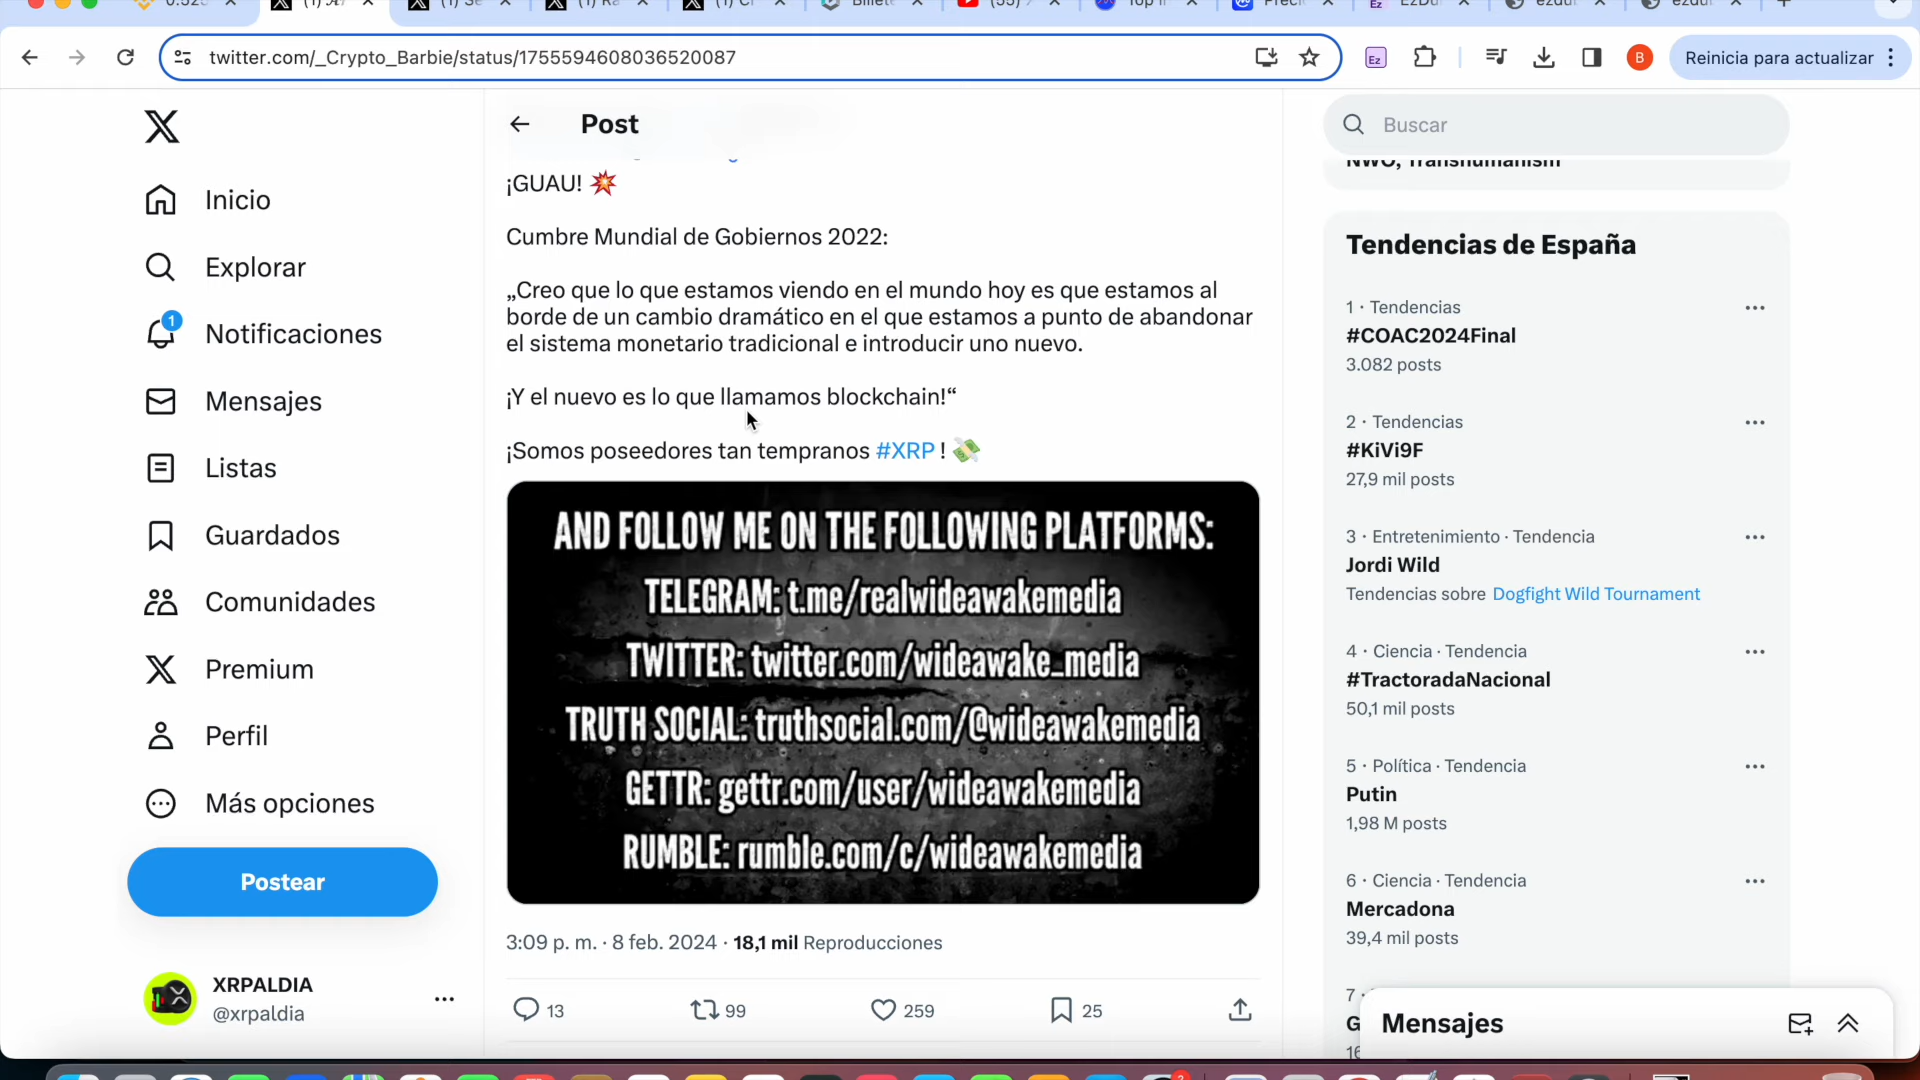 twitter.com/_Crypto_Barbie/status/1755594608036520087
Ez
B
Reinicia para actualizar
Post
Buscar
NWO, Transhumanism
Inicio
Explorar
1
Notificaciones
Mensajes
Listas
Guardados
Comunidades
Premium
Perfil
Más opciones
Postear
XRPALDIA
@xrpaldia
¡GUAU! 💥
Cumbre Mundial de Gobiernos 2022:
„Creo que lo que estamos viendo en el mundo hoy es que estamos al
borde de un cambio dramático en el que estamos a punto de abandonar
el sistema monetario tradicional e introducir uno nuevo.
¡Y el nuevo es lo que llamamos blockchain!“
¡Somos poseedores tan tempranos #XRP ! 💸
AND FOLLOW ME ON THE FOLLOWING PLATFORMS:
TELEGRAM: t.me/realwideawakemedia
TWITTER: twitter.com/wideawake_media
TRUTH SOCIAL: truthsocial.com/@wideawakemedia
GETTR: gettr.com/user/wideawakemedia
RUMBLE: rumble.com/c/wideawakemedia
3:09 p. m. · 8 feb. 2024 · 18,1 mil Reproducciones
13
99
259
25
Tendencias de España
1 · Tendencias
#COAC2024Final
3.082 posts
2 · Tendencias
#KiVi9F
27,9 mil posts
3 · Entretenimiento · Tendencia
Jordi Wild
Tendencias sobre Dogfight Wild Tournament
4 · Ciencia · Tendencia
#TractoradaNacional
50,1 mil posts
5 · Política · Tendencia
Putin
1,98 M posts
6 · Ciencia · Tendencia
Mercadona
39,4 mil posts
7 ·
Mensajes